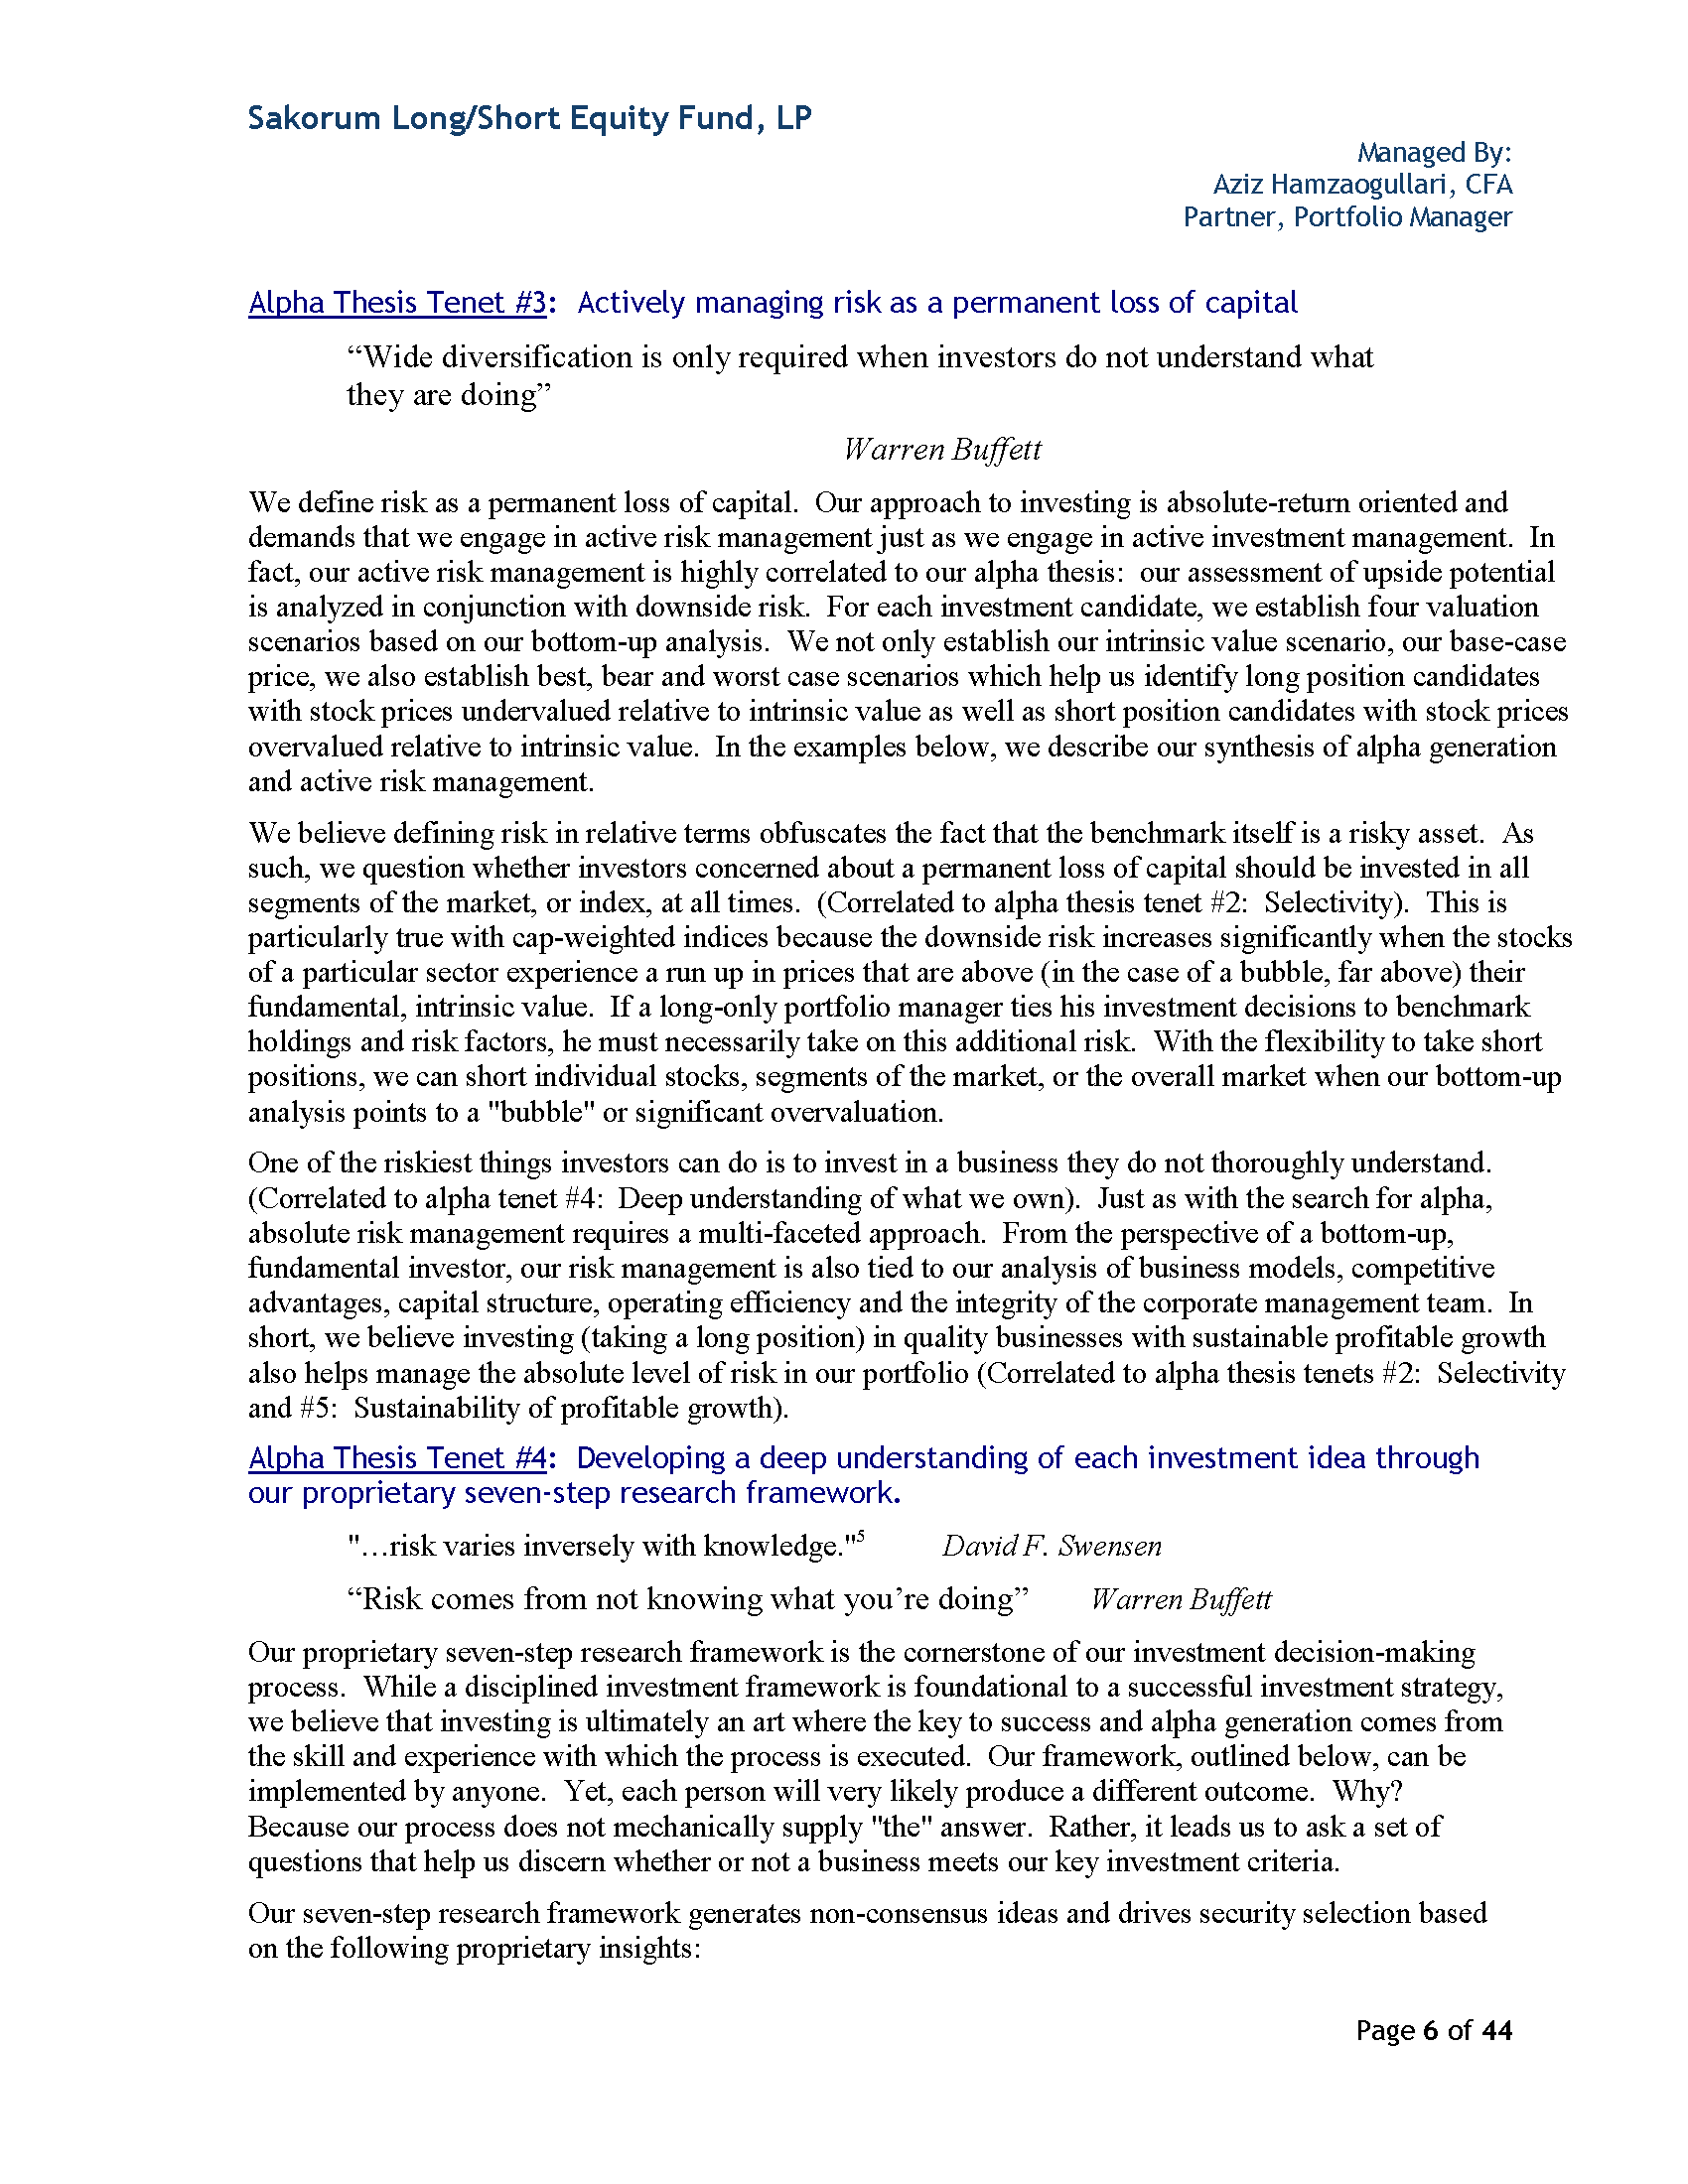 Sakorum Long/Short Equity Fund, LP
Managed By:
Aziz Hamzaogullari, CFA
Partner, Portfolio Manager
Alpha Thesis Tenet #3:  Actively managing risk as a permanent loss of capital
“Wide diversification is only required when investors do not understand what
they are doing”
Warren Buffett
We define risk as a permanent loss of capital.  Our approach to investing is absolute-return oriented and
demands that we engage in active risk management just as we engage in active investment management.  In
fact, our active risk management is highly correlated to our alpha thesis:  our assessment of upside potential
is analyzed in conjunction with downside risk.  For each investment candidate, we establish four valuation
scenarios based on our bottom-up analysis.  We not only establish our intrinsic value scenario, our base-case
price, we also establish best, bear and worst case scenarios which help us identify long position candidates
with stock prices undervalued relative to intrinsic value as well as short position candidates with stock prices
overvalued relative to intrinsic value.  In the examples below, we describe our synthesis of alpha generation
and active risk management.
We believe defining risk in relative terms obfuscates the fact that the benchmark itself is a risky asset.  As
such, we question whether investors concerned about a permanent loss of capital should be invested in all
segments of the market, or index, at all times.  (Correlated to alpha thesis tenet #2:  Selectivity).  This is
particularly true with cap-weighted indices because the downside risk increases significantly when the stocks
of a particular sector experience a run up in prices that are above (in the case of a bubble, far above) their
fundamental, intrinsic value.  If a long-only portfolio manager ties his investment decisions to benchmark
holdings and risk factors, he must necessarily take on this additional risk.  With the flexibility to take short
positions, we can short individual stocks, segments of the market, or the overall market when our bottom-up
analysis points to a "bubble" or significant overvaluation.
One of the riskiest things investors can do is to invest in a business they do not thoroughly understand.
(Correlated to alpha tenet #4:  Deep understanding of what we own).  Just as with the search for alpha,
absolute risk management requires a multi-faceted approach.  From the perspective of a bottom-up,
fundamental investor, our risk management is also tied to our analysis of business models, competitive
advantages, capital structure, operating efficiency and the integrity of the corporate management team.  In
short, we believe investing (taking a long position) in quality businesses with sustainable profitable growth
also helps manage the absolute level of risk in our portfolio (Correlated to alpha thesis tenets #2:  Selectivity
and #5:  Sustainability of profitable growth).
Alpha Thesis Tenet #4:  Developing a deep understanding of each investment idea through
our proprietary seven-step research framework.
"…risk varies inversely with knowledge."5 David F. Swensen
“Risk comes from not knowing what you’re doing” Warren Buffett
Our proprietary seven-step research framework is the cornerstone of our investment decision-making
process.  While a disciplined investment framework is foundational to a successful investment strategy,
we believe that investing is ultimately an art where the key to success and alpha generation comes from
the skill and experience with which the process is executed.  Our framework, outlined below, can be
implemented by anyone.  Yet, each person will very likely produce a different outcome.  Why?
Because our process does not mechanically supply "the" answer.  Rather, it leads us to ask a set of
questions that help us discern whether or not a business meets our key investment criteria.
Our seven-step research framework generates non-consensus ideas and drives security selection based
on the following proprietary insights:
Page 6 of 44